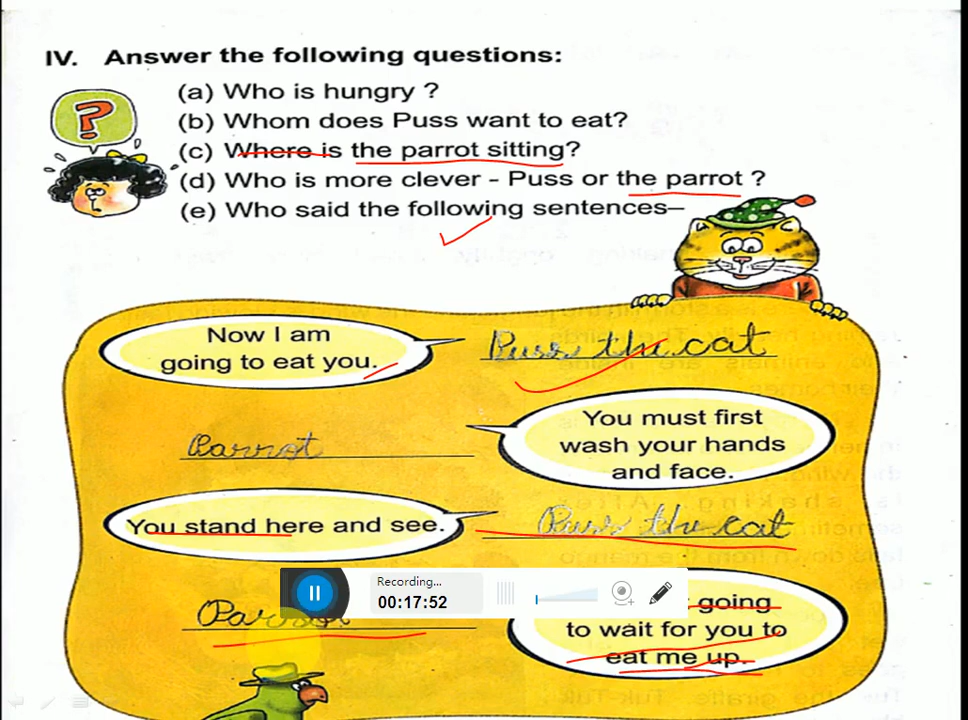 IV. Answer the following questions:
?
(a) Who is hungry ?
(b) Whom does Puss want to eat?
(c) Where is the parrot sitting?
(d) Who is more clever - Puss or the parrot ?
(e) Who said the following sentences–
Now I am
going to eat you.
Puss the cat
You must first
wash your hands
and face.
Parrot
You stand here and see.
Puss the cat
Recording...
00:17:52
Parrot
going
to wait for you to
eat me up.